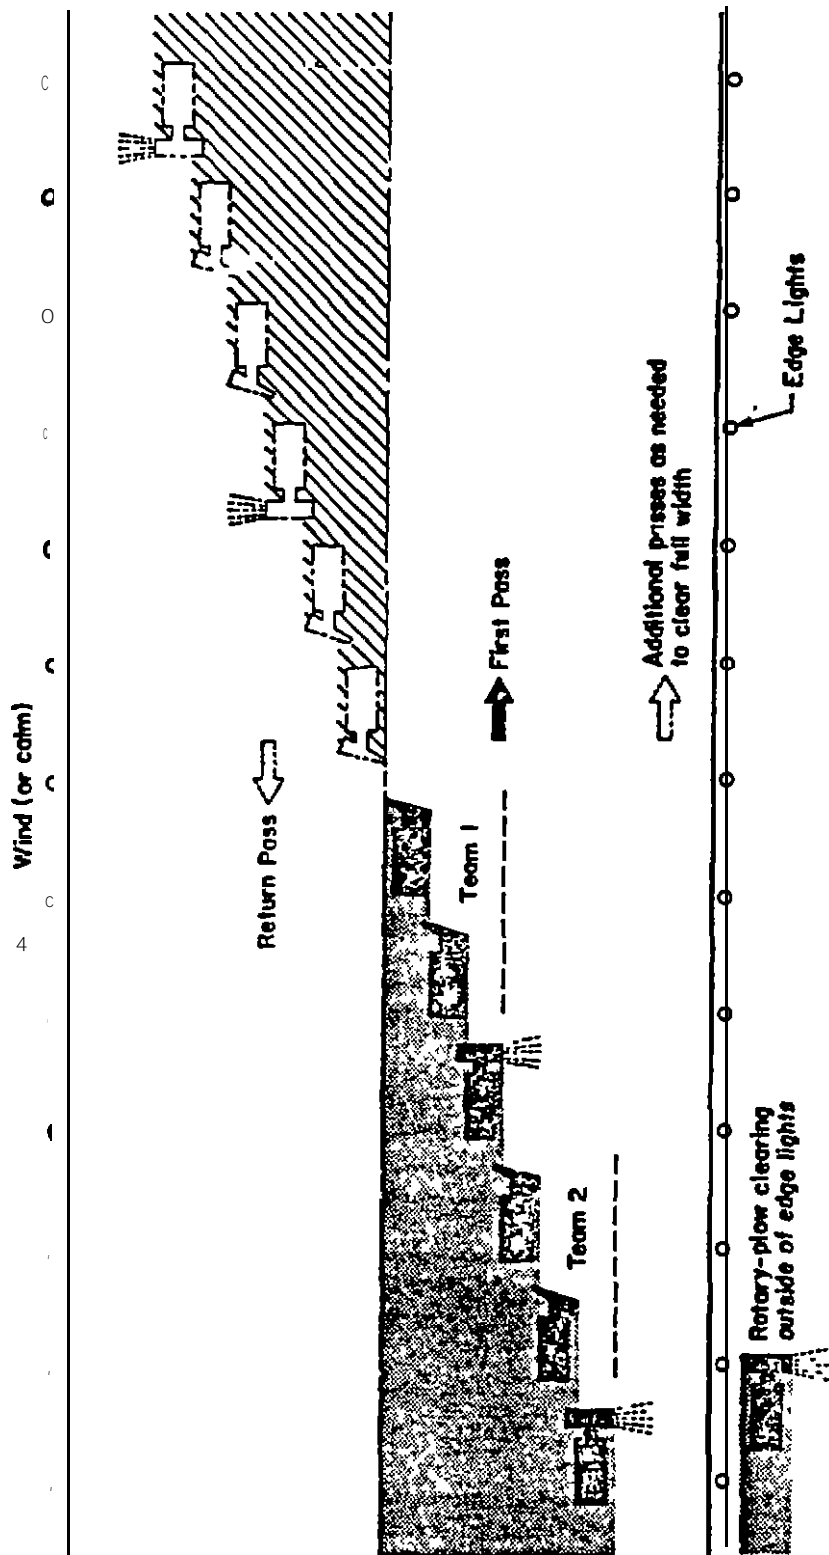 Wind (or calm)
Return Pass
First Pass
Team 1
Team 2
Additional passes as needed
to clear full width
Edge Lights
Rotary-plow clearing
outside of edge lights